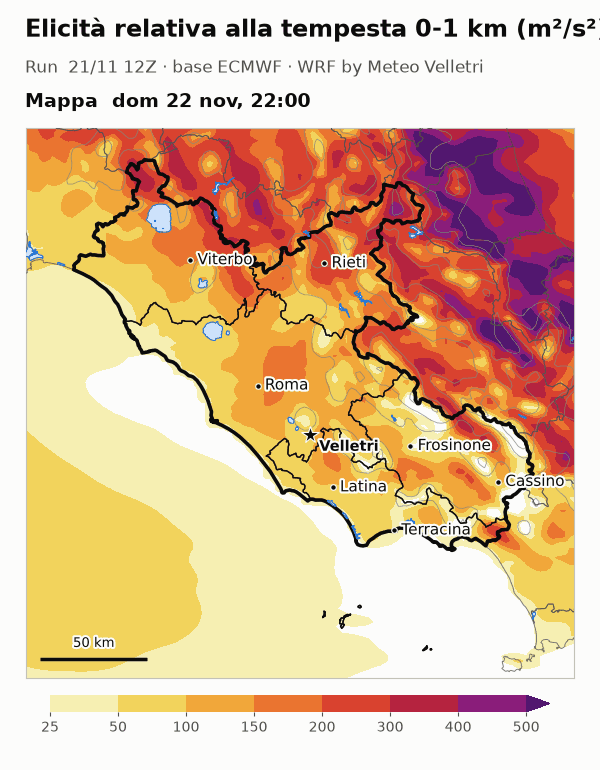 Elicità relativa alla tempesta 0-1 km (m²/s²)
Run 21/11 12Z · base ECMWF · WRF by Meteo Velletri
Mappa dom 22 nov, 22:00
Viterbo
Rieti
Roma
Velletri
Frosinone
Cassino
Latina
Terracina
50 km
25 50 100 150 200 300 400 500